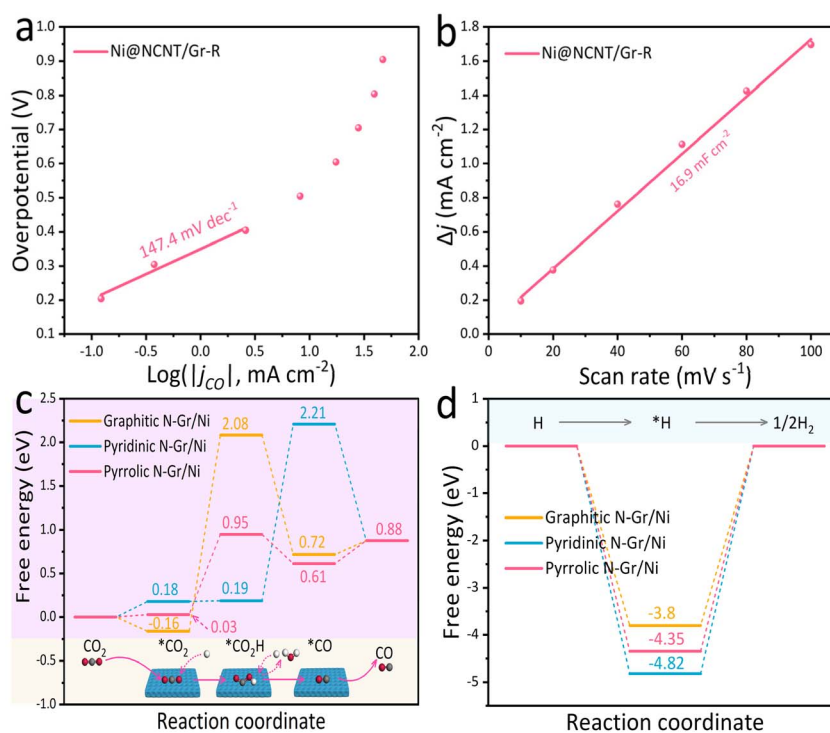 a
Ni@NCNT/Gr-R
147.4 mV dec⁻¹
Overpotential (V)
1.0
0.9
0.8
0.7
0.6
0.5
0.4
0.3
0.2
0.1
-1.0 -0.5 0.0 0.5 1.0 1.5 2.0
Log(|j_CO|, mA cm⁻²)
b
Ni@NCNT/Gr-R
16.9 mF cm⁻²
Δj (mA cm⁻²)
1.8
1.6
1.4
1.2
1.0
0.8
0.6
0.4
0.2
0.0
0 20 40 60 80 100
Scan rate (mV s⁻¹)
c
Graphitic N-Gr/Ni
Pyridinic N-Gr/Ni
Pyrrolic N-Gr/Ni
Free energy (eV)
2.5
2.0
1.5
1.0
0.5
0.0
-0.5
-1.0
2.08
2.21
0.95
0.72
0.88
0.61
0.18
0.19
-0.16
0.03
CO₂ *CO₂ *CO₂H *CO CO
Reaction coordinate
d
H *H 1/2H₂
Graphitic N-Gr/Ni
Pyridinic N-Gr/Ni
Pyrrolic N-Gr/Ni
-3.8
-4.35
-4.82
Free energy (eV)
1
0
-1
-2
-3
-4
-5
Reaction coordinate